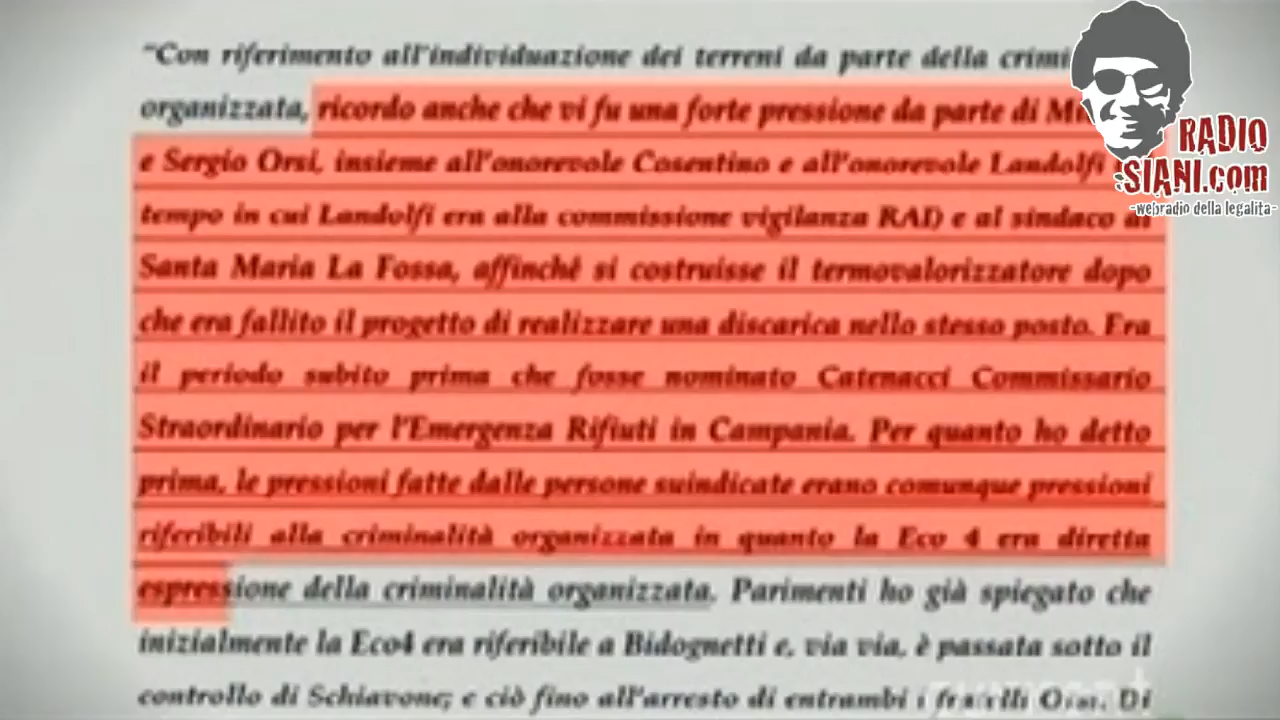 “Con riferimento all'individuazione dei terreni da parte della crimi
organizzata, ricordo anche che vi fu una forte pressione da parte di Mi
e Sergio Orsi, insieme all'onorevole Cosentino e all'onorevole Landolfi
tempo in cui Landolfi era alla commissione vigilanza RAI) e al sindaco di
Santa Maria La Fossa, affinché si costruisse il termovalorizzatore dopo
che era fallito il progetto di realizzare una discarica nello stesso posto. Era
il periodo subito prima che fosse nominato Catenacci Commissario
Straordinario per l'Emergenza Rifiuti in Campania. Per quanto ho detto
prima, le pressioni fatte dalle persone suindicate erano comunque pressioni
riferibili alla criminalità organizzata in quanto la Eco 4 era diretta
espressione della criminalità organizzata. Parimenti ho già spiegato che
inizialmente la Eco4 era riferibile a Bidognetti e, via via, è passata sotto il
controllo di Schiavone; e ciò fino all'arresto di entrambi i fratelli Orsi. Di
RADIO
SIANI.com
-webradio della legalita-